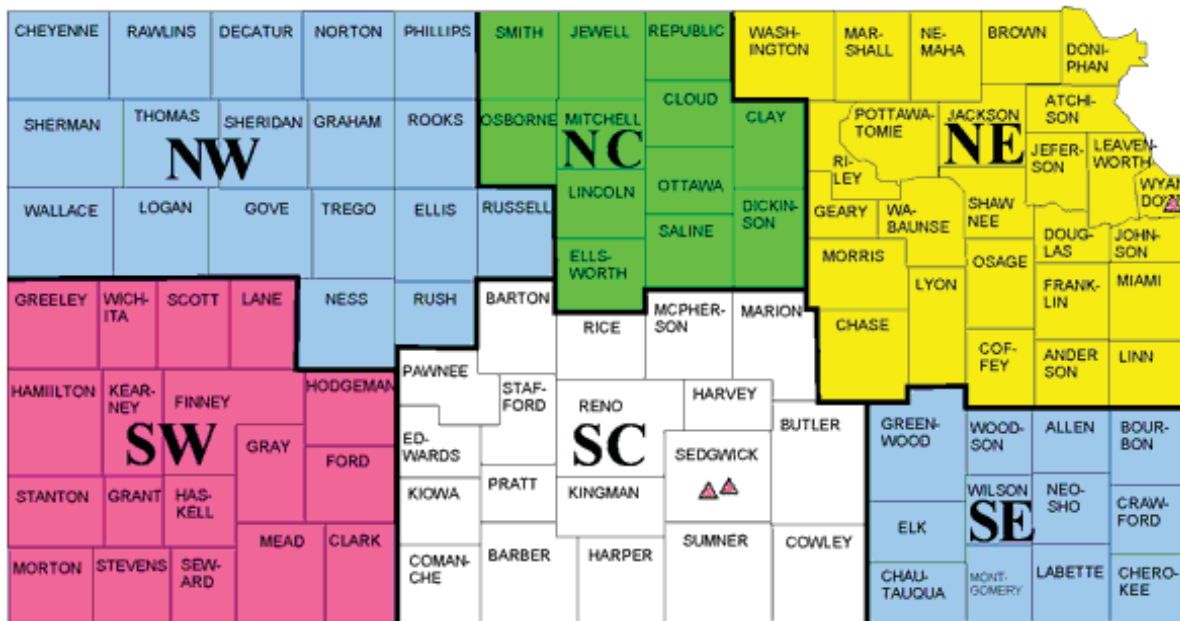 CHEYENNE
RAWLINS
DECATUR
NORTON
PHILLIPS
SMITH
JEWELL
REPUBLIC
WASH-
INGTON
MAR-
SHALL
NE-
MAHA
BROWN
DONI-
PHAN
SHERMAN
THOMAS
SHERIDAN
GRAHAM
ROOKS
OSBORNE
MITCHELL
CLOUD
CLAY
POTTAWA-
TOMIE
JACKSON
ATCHI-
SON
NW
NC
NE
RI-
LEY
JEFER-
SON
LEAVEN-
WORTH
WALLACE
LOGAN
GOVE
TREGO
ELLIS
RUSSELL
LINCOLN
OTTAWA
DICKIN-
SON
GEARY
WA-
BAUNSE
SHAW
NEE
WYAN
SALINE
ELLS-
WORTH
MORRIS
LYON
OSAGE
DOUG-
LAS
JOHN-
SON
GREELEY
WICH-
ITA
SCOTT
LANE
NESS
RUSH
BARTON
RICE
MCPHER-
SON
MARION
CHASE
FRANK-
LIN
MIAMI
HAMIILTON
KEAR-
NEY
FINNEY
HODGEMAN
PAWNEE
STAF-
FORD
RENO
HARVEY
BUTLER
COF-
FEY
ANDER
SON
LINN
SW
GRAY
FORD
ED-
WARDS
SC
SEDGWICK
GREEN-
WOOD
WOOD-
SON
ALLEN
BOUR-
BON
STANTON
GRANT
HAS-
KELL
KIOWA
PRATT
KINGMAN
WILSON
NEO-
SHO
CRAW-
FORD
SE
ELK
MORTON
STEVENS
SEW-
ARD
MEAD
CLARK
COMAN-
CHE
BARBER
HARPER
SUMNER
COWLEY
CHAU-
TAUQUA
MONT-
GOMERY
LABETTE
CHERO-
KEE